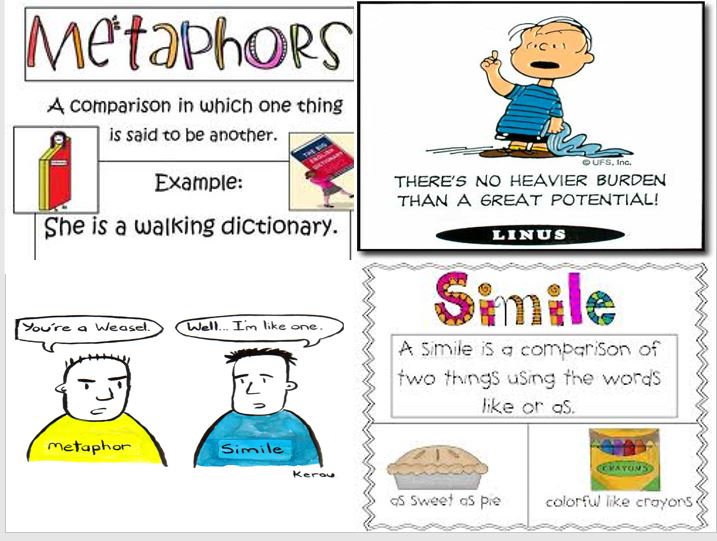 Metaphors
A comparison in which one thing
is said to be another.
THE BIG
ENGLISH
DICTIONARY
Example:
She is a walking dictionary.
© UFS, Inc.
THERE'S NO HEAVIER BURDEN
THAN A GREAT POTENTIAL!
LINUS
You're a Weasel.
Well... I'm like one.
metaphor
Simile
Kerou
Simile
A simile is a comparison of
two things using the words
like or as.
CRAYONS
as sweet as pie
colorful like crayons